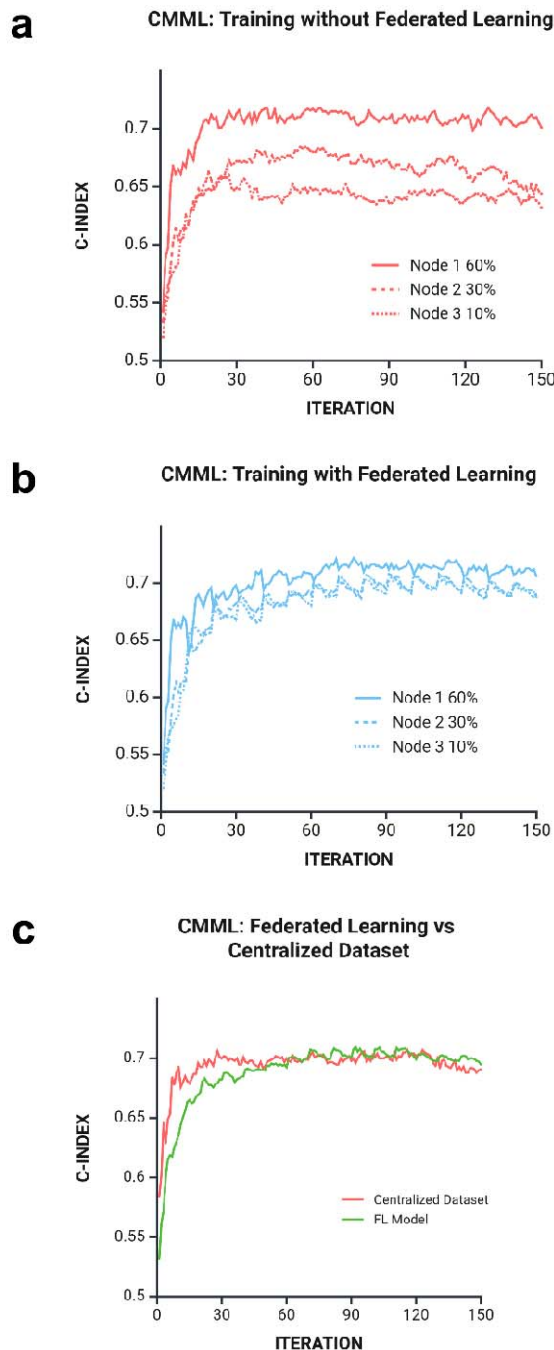 a
CMML: Training without Federated Learning
0.7
0.65
0.6
0.55
0.5
C-INDEX
Node 1 60%
Node 2 30%
Node 3 10%
0 30 60 90 120 150
ITERATION
b
CMML: Training with Federated Learning
0.7
0.65
0.6
0.55
0.5
C-INDEX
Node 1 60%
Node 2 30%
Node 3 10%
0 30 60 90 120 150
ITERATION
c
CMML: Federated Learning vs
Centralized Dataset
0.7
0.65
0.6
0.55
0.5
C-INDEX
Centralized Dataset
FL Model
0 30 60 90 120 150
ITERATION